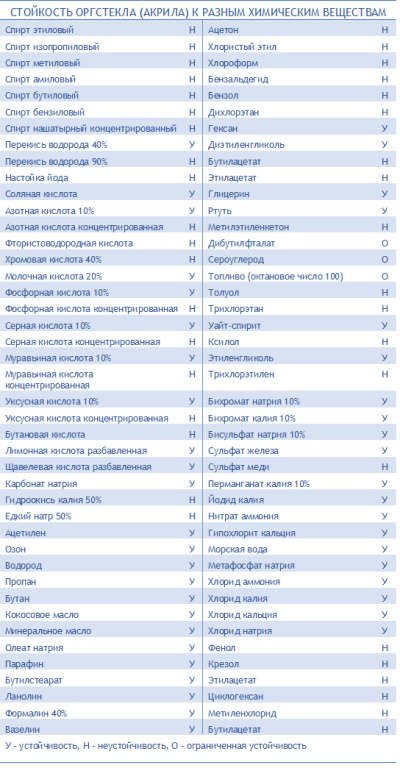 СТОЙКОСТЬ ОРГСТЕКЛА (АКРИЛА) К РАЗНЫМ ХИМИЧЕСКИМ ВЕЩЕСТВАМ
Спирт этиловый Н Ацетон Н
Спирт изопропиловый Н Хлористый этил Н
Спирт метиловый Н Хлороформ Н
Спирт амиловый Н Бензальдегид Н
Спирт бутиловый Н Бензол Н
Спирт бензиловый Н Дихлорэтан Н
Спирт нашатырный концентрированный Н Гексан У
Перекись водорода 40% У Диэтиленгликоль У
Перекись водорода 90% Н Бутилацетат Н
Настойка йода Н Этилацетат Н
Соляная кислота У Глицерин У
Азотная кислота 10% У Ртуть У
Азотная кислота концентрированная Н Метилэтиленкетон Н
Фтористоводородная кислота Н Дибутилфталат О
Хромовая кислота 40% Н Сероуглерод О
Молочная кислота 20% У Топливо (октановое число 100) О
Фосфорная кислота 10% У Толуол Н
Фосфорная кислота концентрированная Н Трихлорэтан Н
Серная кислота 10% У Уайт-спирит У
Серная кислота концентрированная Н Ксилол Н
Муравьиная кислота 10% У Этиленгликоль У
Муравьиная кислота концентрированная Н Трихлорэтилен Н
Уксусная кислота 10% У Бихромат натрия 10% У
Уксусная кислота концентрированная Н Бихромат калия 10% У
Бутановая кислота Н Бисульфат натрия 10% У
Лимонная кислота разбавленная У Сульфат железа У
Щавелевая кислота разбавленная У Сульфат меди Н
Карбонат натрия У Перманганат калия 10% У
Гидроокись калия 50% Н Йодид калия У
Едкий натр 50% Н Нитрат аммония У
Ацетилен У Гипохлорит кальция У
Озон У Морская вода У
Водород У Метафосфат натрия У
Пропан У Хлорид аммония У
Бутан У Хлорид калия У
Кокосовое масло У Хлорид кальция У
Минеральное масло У Хлорид натрия У
Олеат натрия У Фенол Н
Парафин У Крезол Н
Бутилстеарат У Этилацетат Н
Ланолин У Циклогексан Н
Формалин 40% У Метиленхлорид Н
Вазелин У Бутилацетат Н
У - устойчивость, Н - неустойчивость, О - ограниченная устойчивость